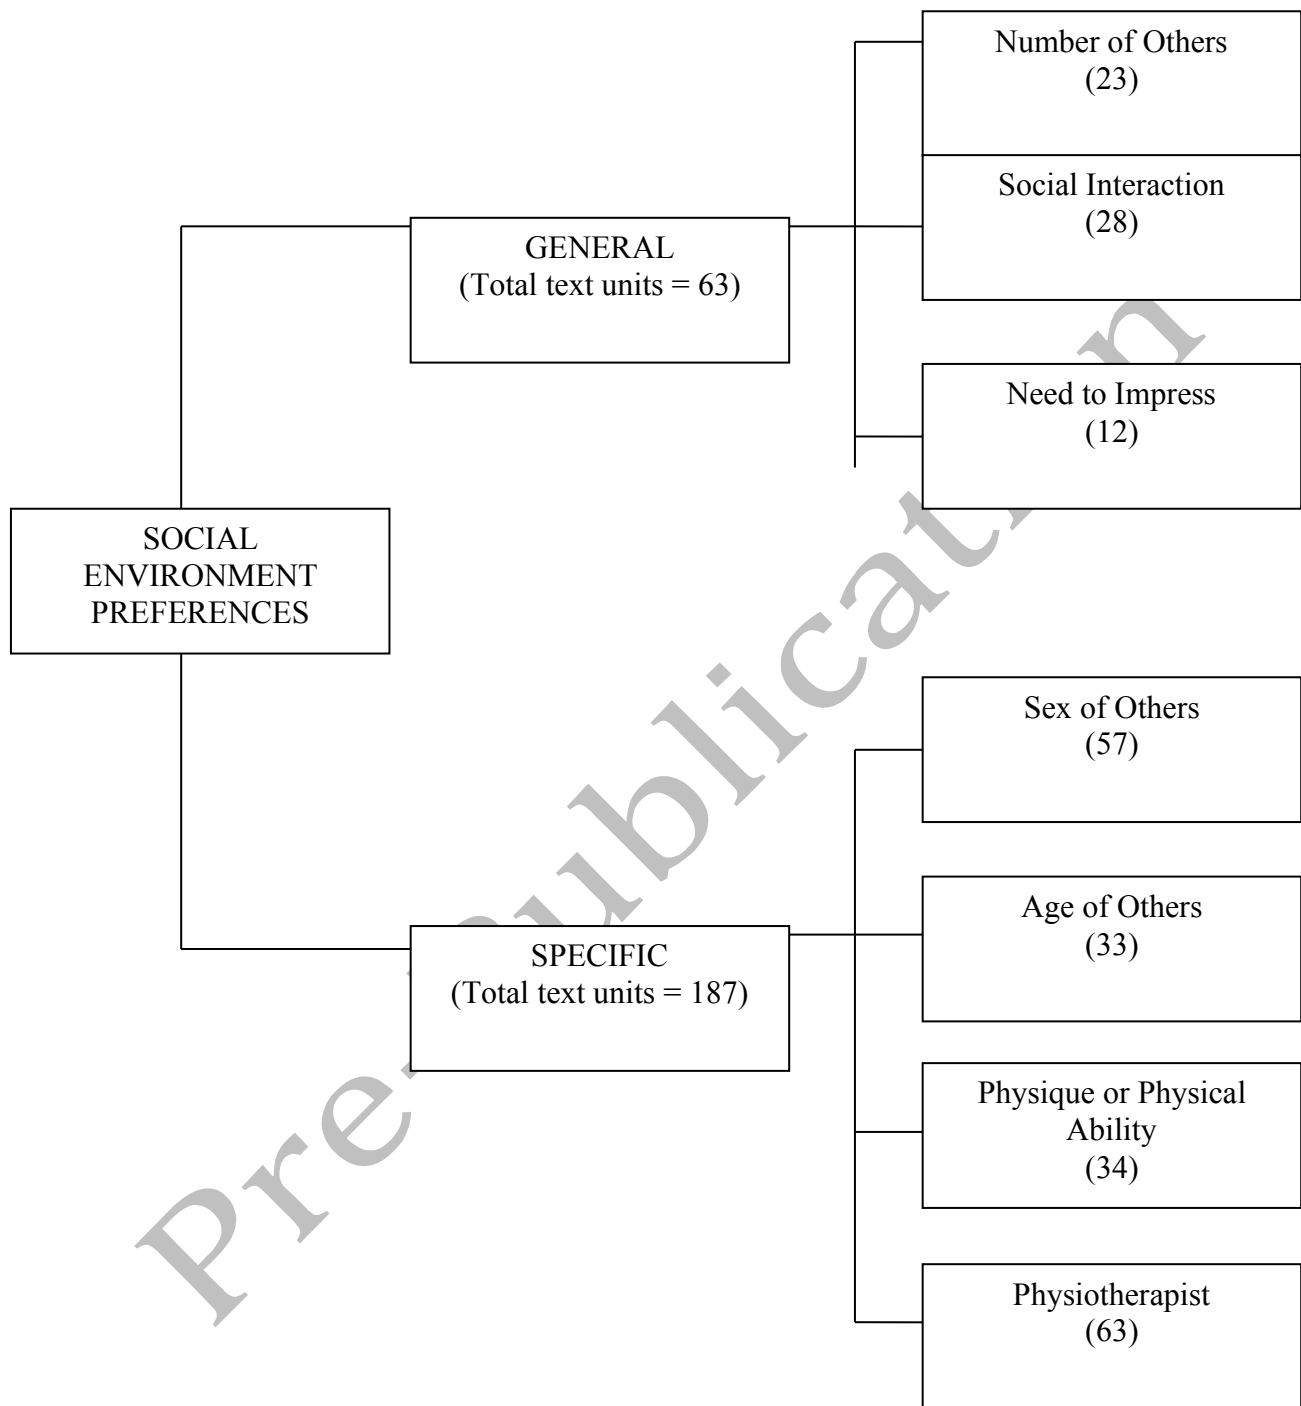 Number of Others
(23)
Social Interaction
(28)
GENERAL
(Total text units = 63)
Need to Impress
(12)
SOCIAL
ENVIRONMENT
PREFERENCES
Sex of Others
(57)
Age of Others
(33)
SPECIFIC
(Total text units = 187)
Physique or Physical
Ability
(34)
Physiotherapist
(63)
Pre-Publication